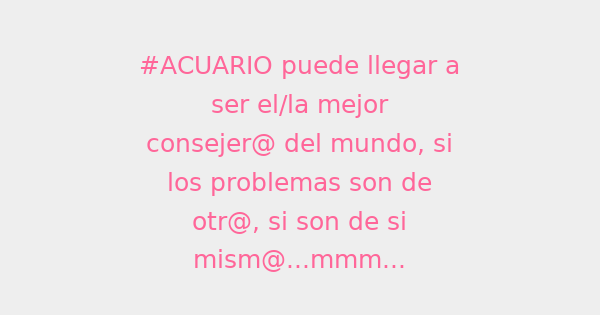 #ACUARIO puede llegar a
ser el/la mejor
consejer@ del mundo, si
los problemas son de
otr@, si son de si
mism@...mmm...